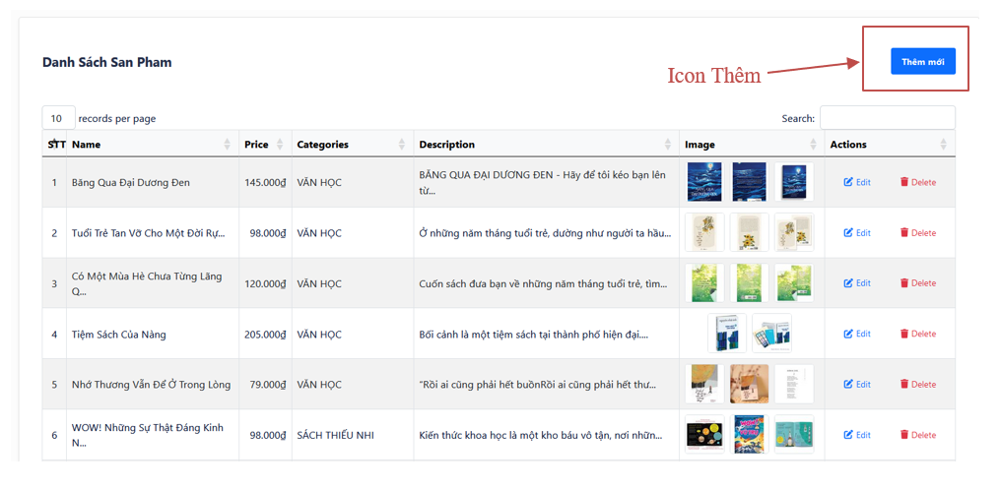 Danh Sách San Pham
Thêm mới
Icon Thêm
10 records per page
Search:
STT Name Price Categories Description Image Actions
1 Băng Qua Đại Dương Đen 145.000₫ VĂN HỌC BĂNG QUA ĐẠI DƯƠNG ĐEN - Hãy để tôi kéo bạn lên
từ... Edit Delete
2 Tuổi Trẻ Tan Vỡ Cho Một Đời Rự... 98.000₫ VĂN HỌC Ở những năm tháng tuổi trẻ, dường như người ta hầu... Edit Delete
3 Có Một Mùa Hè Chưa Từng Lãng
Q... 120.000₫ VĂN HỌC Cuốn sách đưa bạn về những năm tháng tuổi trẻ, tìm... Edit Delete
4 Tiệm Sách Của Nàng 205.000₫ VĂN HỌC Bối cảnh là một tiệm sách tại thành phố hiện đại.... Edit Delete
5 Nhớ Thương Vẫn Để Ở Trong Lòng 79.000₫ VĂN HỌC “Rồi ai cũng phải hết buồnRồi ai cũng phải hết thư... Edit Delete
6 WOW! Những Sự Thật Đáng Kinh
N... 98.000₫ SÁCH THIẾU NHI Kiến thức khoa học là một kho báu vô tận, nơi nhữn... Edit Delete